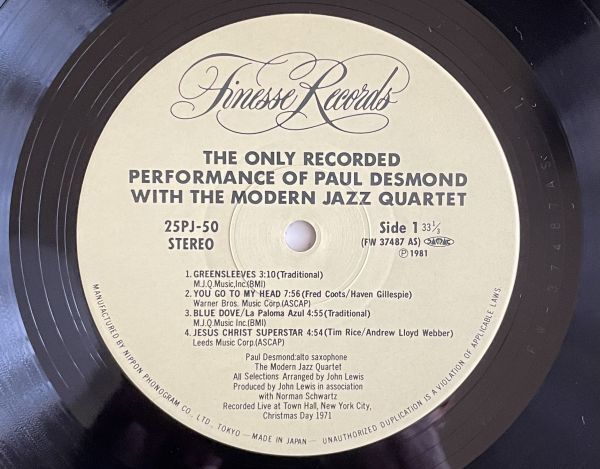 Finesse Records
THE ONLY RECORDED
PERFORMANCE OF PAUL DESMOND
WITH THE MODERN JAZZ QUARTET
25PJ-50
STEREO
Side 1 33 1/3
(FW 37487 AS)
Ⓟ 1981
1. GREENSLEEVES 3:10 (Traditional)
M.J.Q.Music,Inc.(BMI)
2. YOU GO TO MY HEAD 7:56 (Fred Coots/Haven Gillespie)
Warner Bros. Music Corp.(ASCAP)
3. BLUE DOVE/La Paloma Azul 4:55 (Traditional)
M.J.Q.Music Inc.(BMI)
4. JESUS CHRIST SUPERSTAR 4:54 (Tim Rice/Andrew Lloyd Webber)
Leeds Music Corp.(ASCAP)
Paul Desmond:alto saxophone
The Modern Jazz Quartet
All Selections Arranged by John Lewis
Produced by John Lewis in association
with Norman Schwartz
Recorded Live at Town Hall, New York City,
Christmas Day 1971
MANUFACTURED BY NIPPON PHONOGRAM CO., LTD., TOKYO —MADE IN JAPAN— UNAUTHORIZED DUPLICATION IS A VIOLATION OF APPLICABLE LAWS.
FW 37487AS